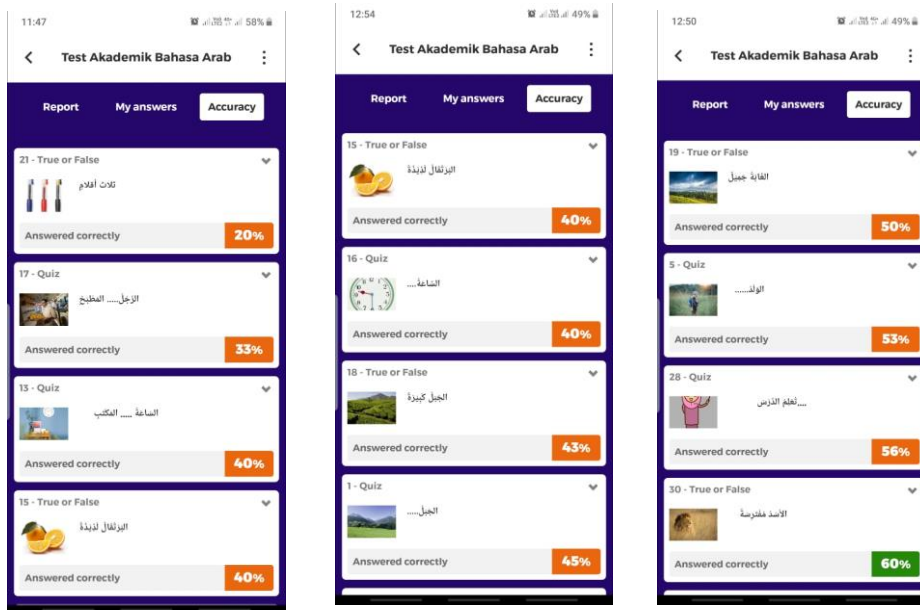 11:47
58%
Test Akademik Bahasa Arab
Report My answers Accuracy
21 - True or False
ثلاث أقلام
Answered correctly 20%
17 - Quiz
الرَجُلُ ..... المطبخ
Answered correctly 33%
13 - Quiz
الساعةُ ..... المكتبِ
Answered correctly 40%
15 - True or False
البرتقالُ لذيذةٌ
Answered correctly 40%
12:54
49%
Test Akademik Bahasa Arab
Report My answers Accuracy
15 - True or False
البرتقالُ لذيذةٌ
Answered correctly 40%
16 - Quiz
الساعةُ....
Answered correctly 40%
18 - True or False
الجبلُ كبيرةٌ
Answered correctly 43%
1 - Quiz
الجبلُ.....
Answered correctly 45%
12:50
49%
Test Akademik Bahasa Arab
Report My answers Accuracy
19 - True or False
الغابةُ جميلٌ
Answered correctly 50%
5 - Quiz
الولدُ......
Answered correctly 53%
28 - Quiz
....تُعلِّمُ الدَّرسَ
Answered correctly 56%
30 - True or False
الأسدُ مُفترِسةٌ
Answered correctly 60%